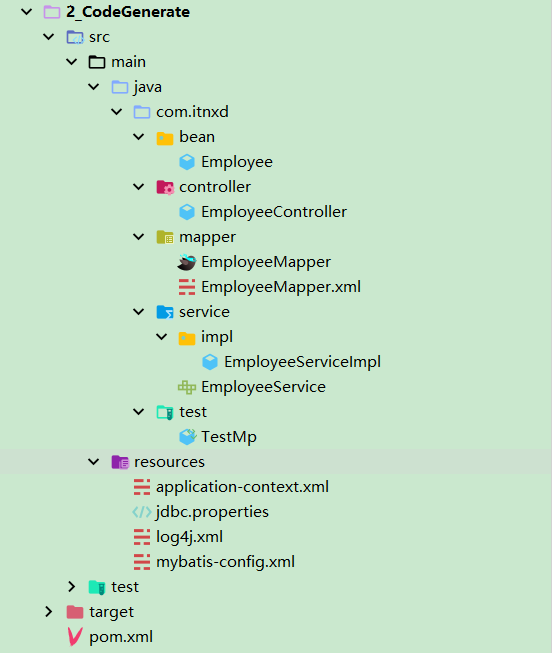 2_CodeGenerate
src
main
java
com.itnxd
bean
Employee
controller
EmployeeController
mapper
EmployeeMapper
EmployeeMapper.xml
service
impl
EmployeeServiceImpl
EmployeeService
test
TestMp
resources
application-context.xml
jdbc.properties
log4j.xml
mybatis-config.xml
test
target
pom.xml